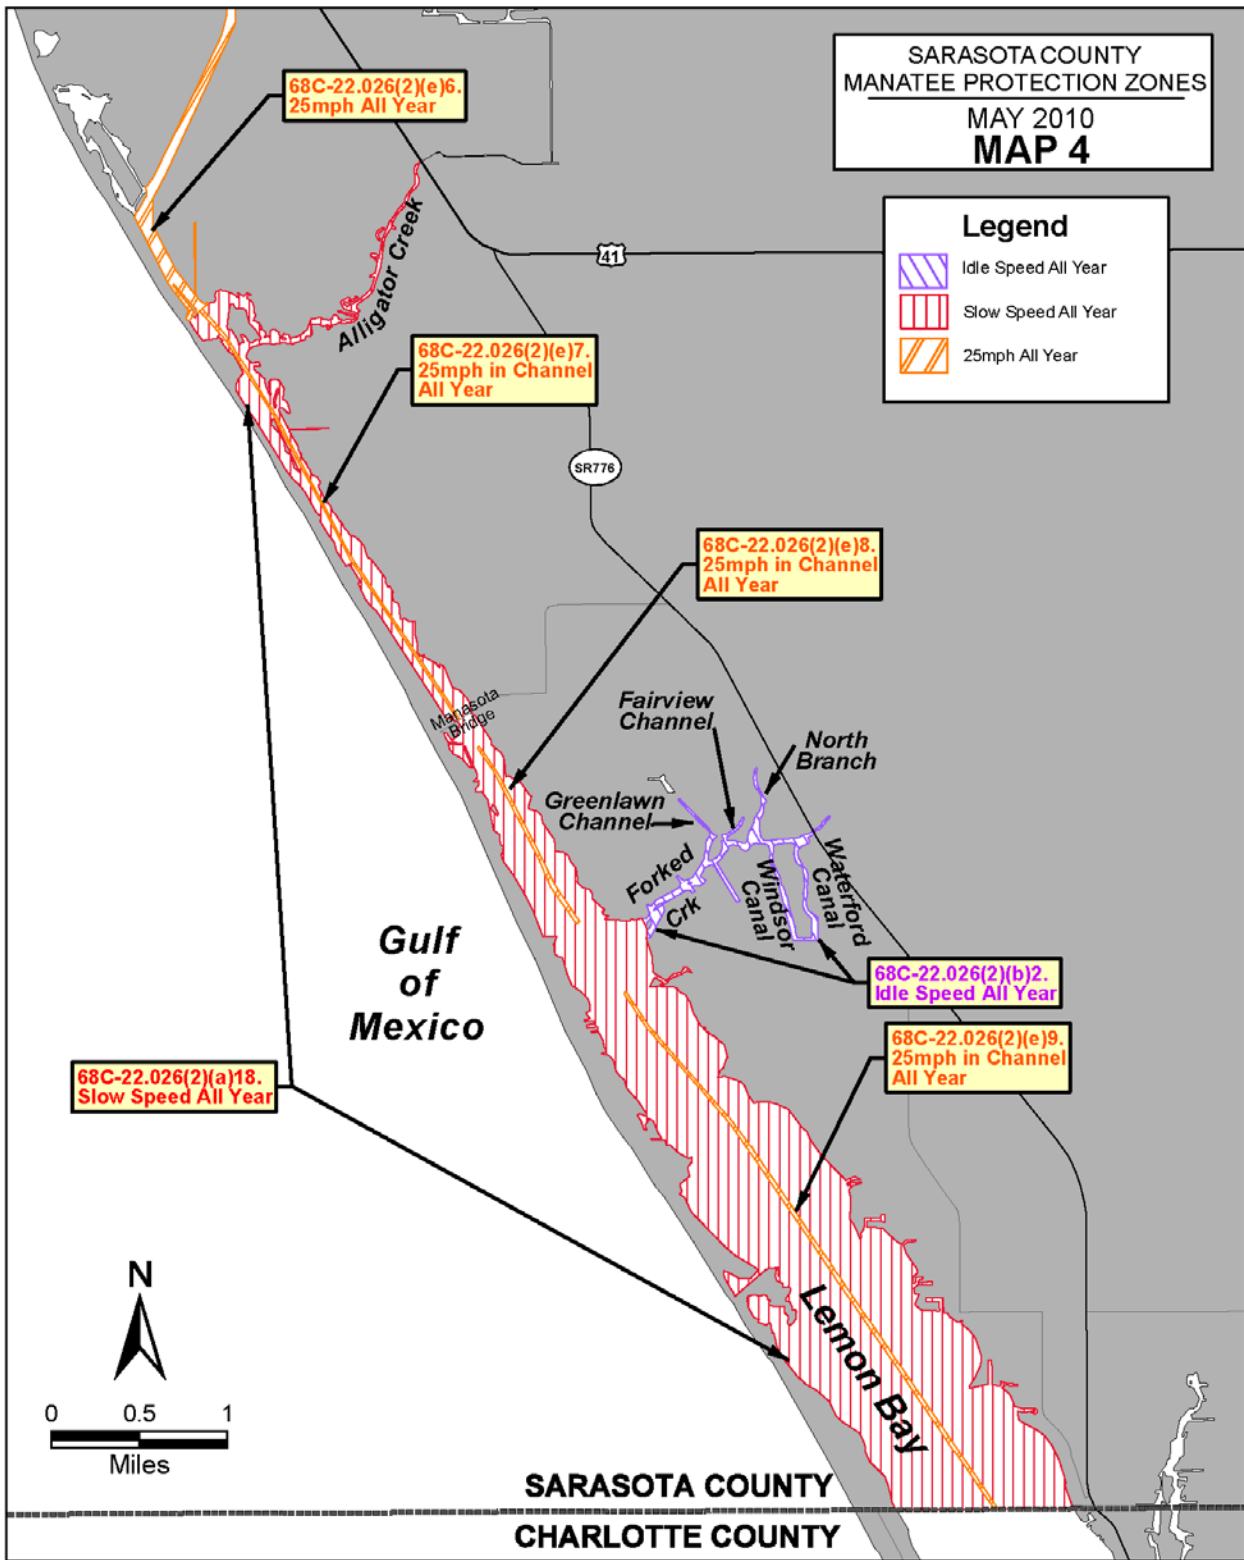 SARASOTA COUNTY
MANATEE PROTECTION ZONES
MAY 2010
MAP 4
Legend
Idle Speed All Year
Slow Speed All Year
25mph All Year
68C-22.026(2)(e)6.
25mph All Year
41
Alligator Creek
68C-22.026(2)(e)7.
25mph in Channel
All Year
SR776
68C-22.026(2)(e)8.
25mph in Channel
All Year
Manasota
Bridge
Fairview
Channel
North
Branch
Greenlawn
Channel
Forked
Crk
Windsor
Canal
Waterford
Canal
Gulf
of
Mexico
68C-22.026(2)(b)2.
Idle Speed All Year
68C-22.026(2)(e)9.
25mph in Channel
All Year
68C-22.026(2)(a)18.
Slow Speed All Year
Lemon Bay
N
0 0.5 1
Miles
SARASOTA COUNTY
CHARLOTTE COUNTY